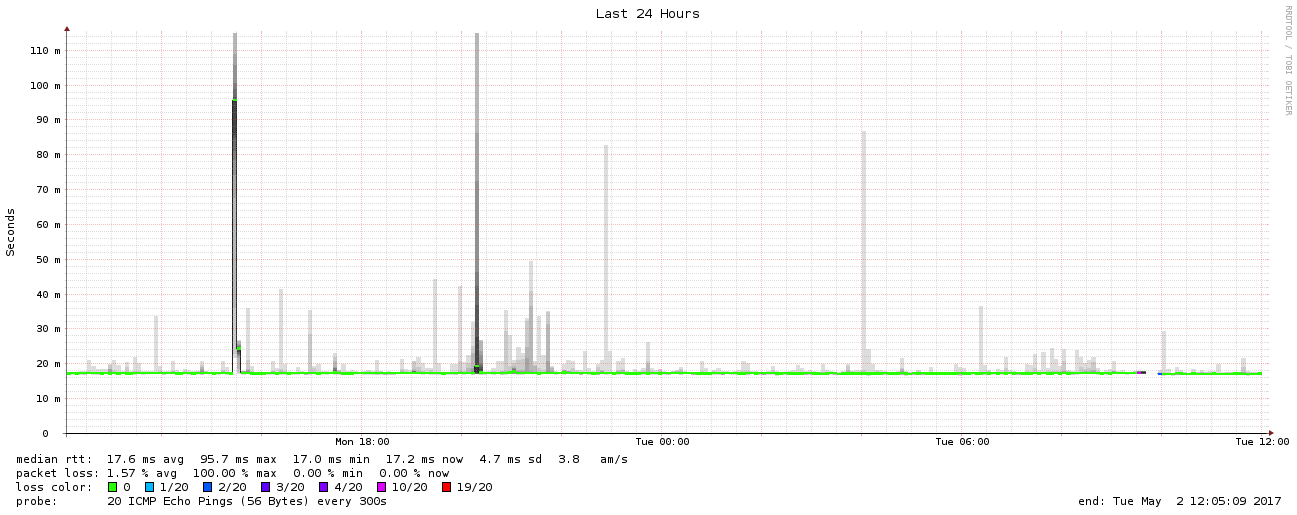 Last 24 Hours
RRDTOOL / TOBI OETIKER
Seconds
110 m
100 m
90 m
80 m
70 m
60 m
50 m
40 m
30 m
20 m
10 m
0
Mon 18:00 Tue 00:00 Tue 06:00 Tue 12:00
median rtt: 17.6 ms avg 95.7 ms max 17.0 ms min 17.2 ms now 4.7 ms sd 3.8 am/s
packet loss: 1.57 % avg 100.00 % max 0.00 % min 0.00 % now
loss color: 0 1/20 2/20 3/20 4/20 10/20 19/20
probe: 20 ICMP Echo Pings (56 Bytes) every 300s end: Tue May 2 12:05:09 2017